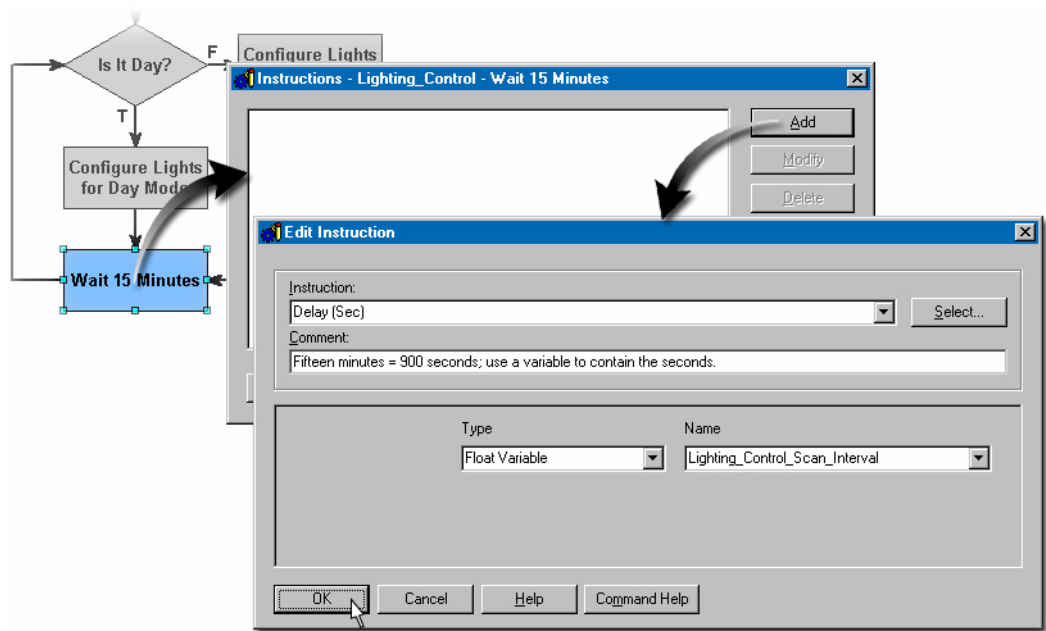 Is It Day?
F
Configure Lights
T
Configure Lights
for Day Mode
Wait 15 Minutes
Instructions - Lighting_Control - Wait 15 Minutes
Add
Modify
Delete
Edit Instruction
Instruction:
Delay (Sec)
Select...
Comment:
Fifteen minutes = 900 seconds; use a variable to contain the seconds.
Type
Name
Float Variable
Lighting_Control_Scan_Interval
OK
Cancel
Help
Command Help